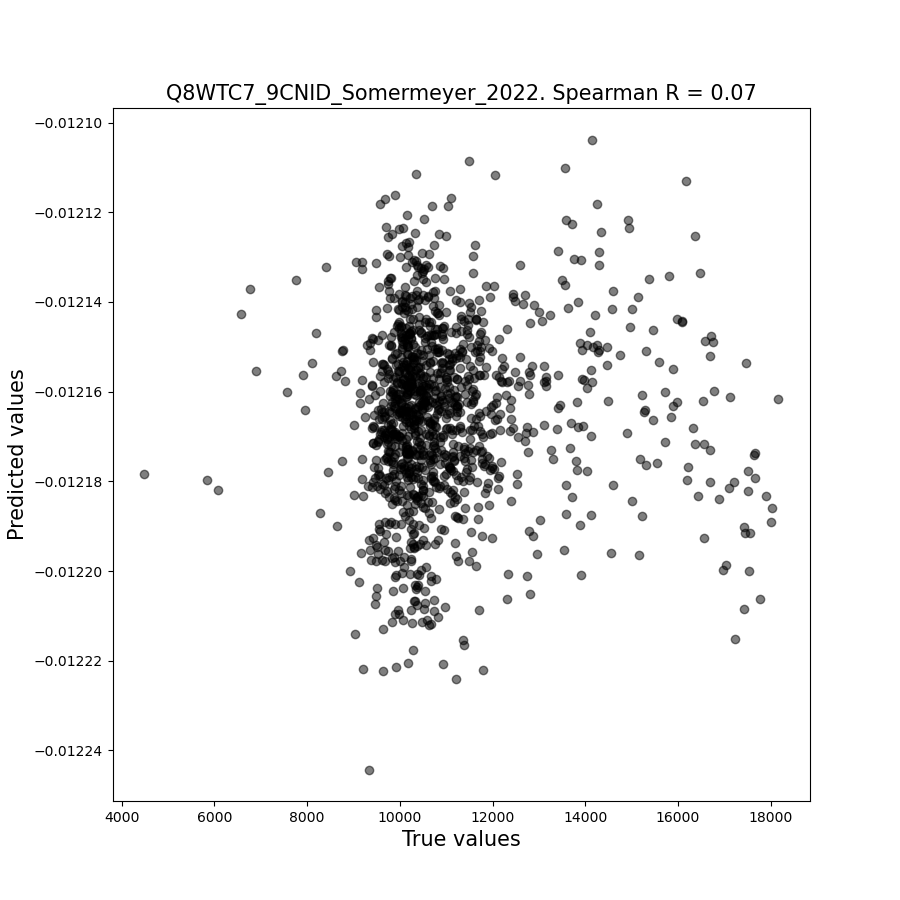 Q8WTC7_9CNID_Somermeyer_2022. Spearman R = 0.07
−0.01210
−0.01212
−0.01214
−0.01216
−0.01218
−0.01220
−0.01222
−0.01224
Predicted values
4000 6000 8000 10000 12000 14000 16000 18000
True values